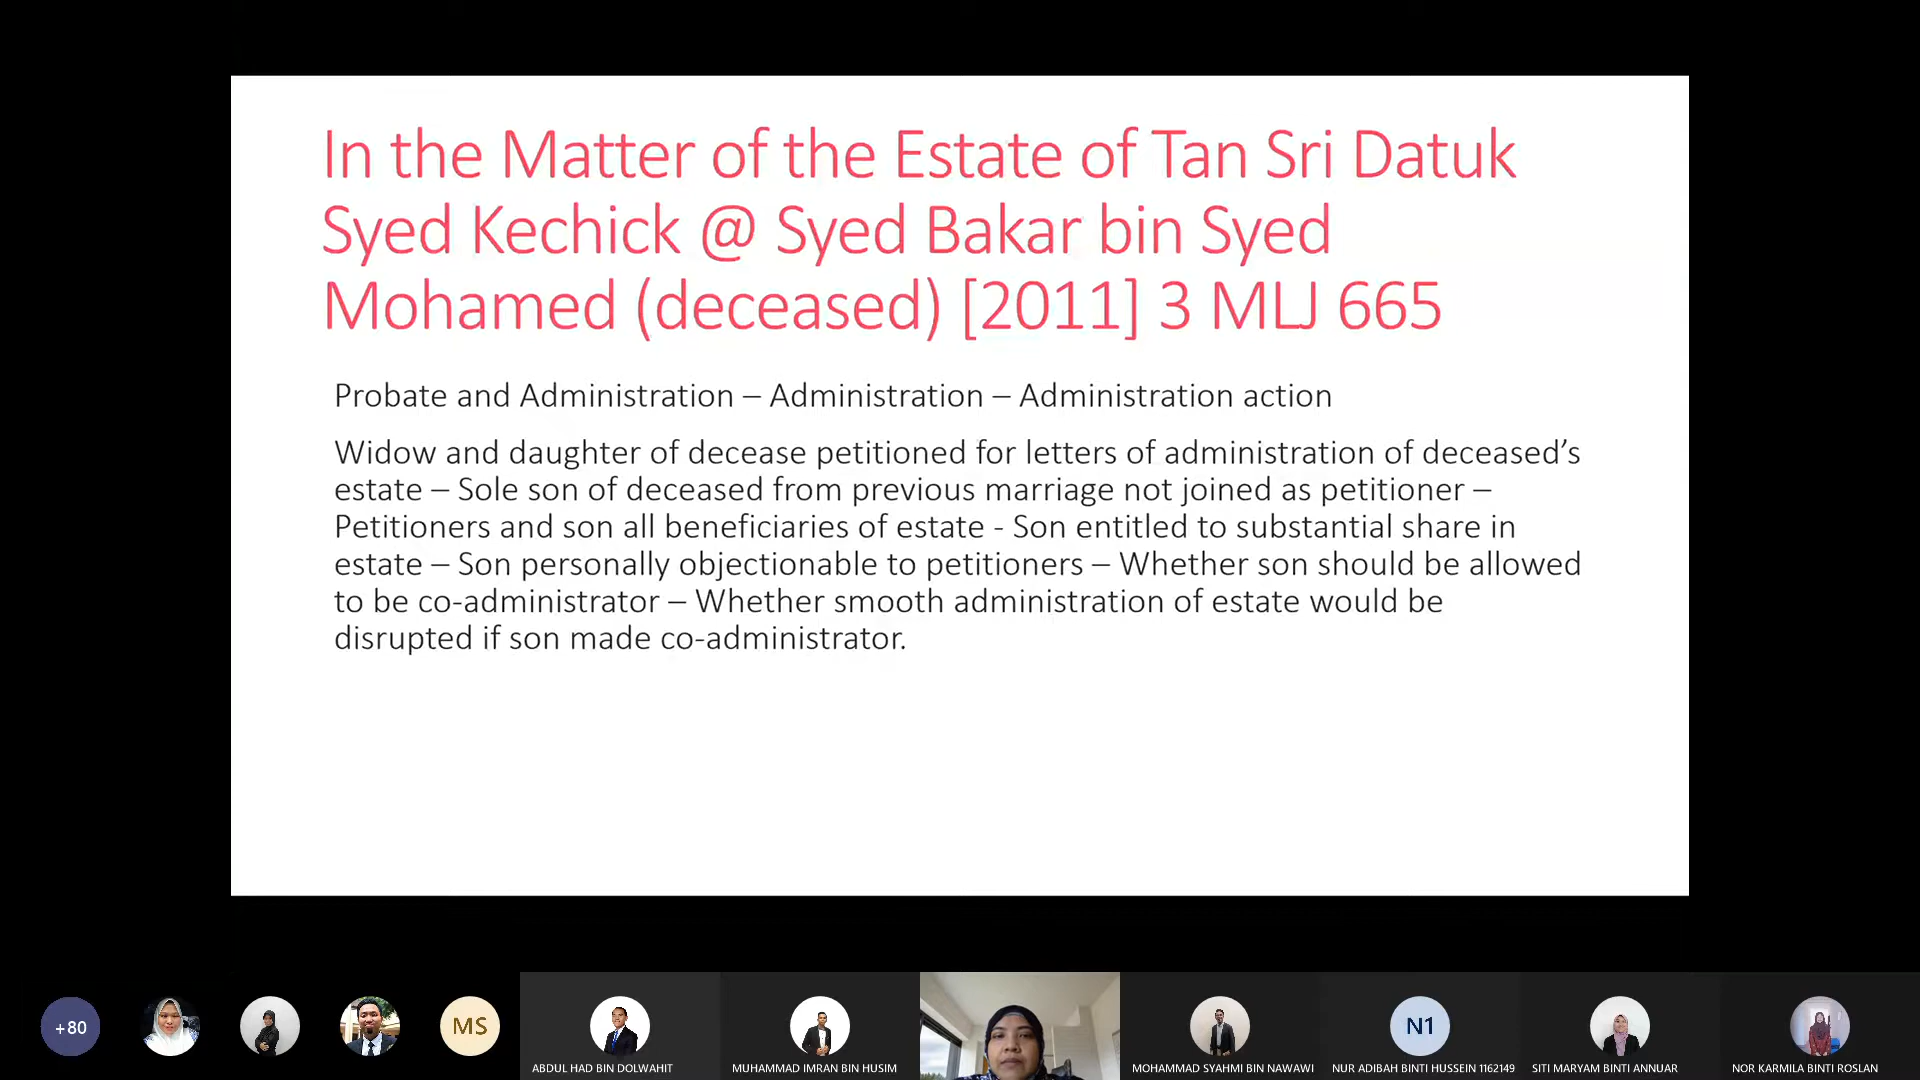 In the Matter of the Estate of Tan Sri Datuk
Syed Kechick @ Syed Bakar bin Syed
Mohamed (deceased) [2011] 3 MLJ 665
Probate and Administration – Administration – Administration action
Widow and daughter of decease petitioned for letters of administration of deceased’s
estate – Sole son of deceased from previous marriage not joined as petitioner –
Petitioners and son all beneficiaries of estate - Son entitled to substantial share in
estate – Son personally objectionable to petitioners – Whether son should be allowed
to be co-administrator – Whether smooth administration of estate would be
disrupted if son made co-administrator.
+80
MS
N1
ABDUL HAD BIN DOLWAHIT
MUHAMMAD IMRAN BIN HUSIM
MOHAMMAD SYAHMI BIN NAWAWI
NUR ADIBAH BINTI HUSSEIN 1162149
SITI MARYAM BINTI ANNUAR
NOR KARMILA BINTI ROSLAN